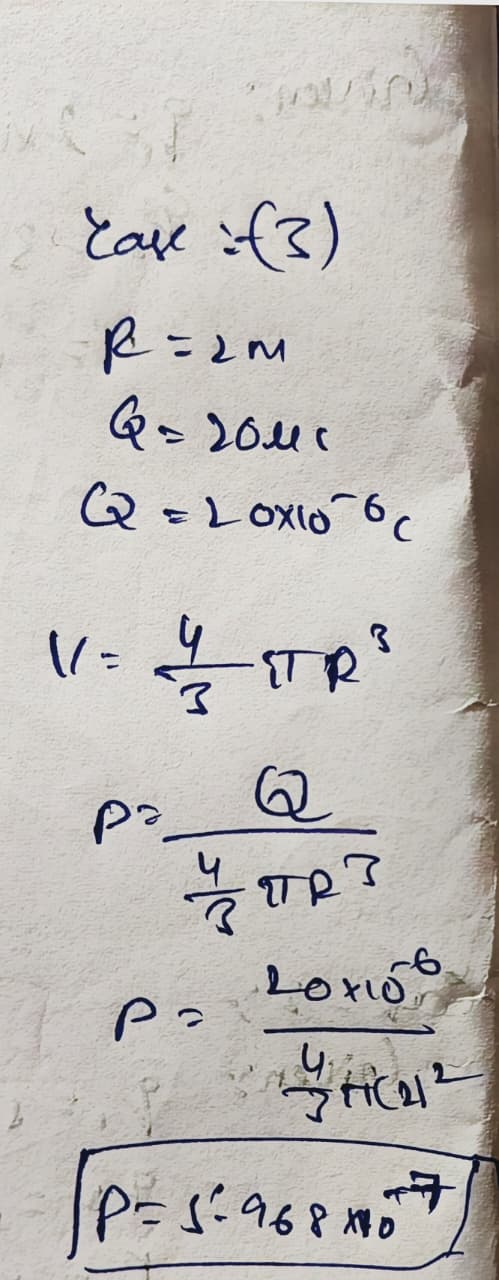 Case :-(3)
R = 2m
Q = 20μc
Q = 20×10⁻⁶c
V = 4/3 πR³
ρ = Q / 4/3 πR³
ρ = 20×10⁻⁶ / 4/3 π(2)²
ρ = 5.968×10⁻⁷